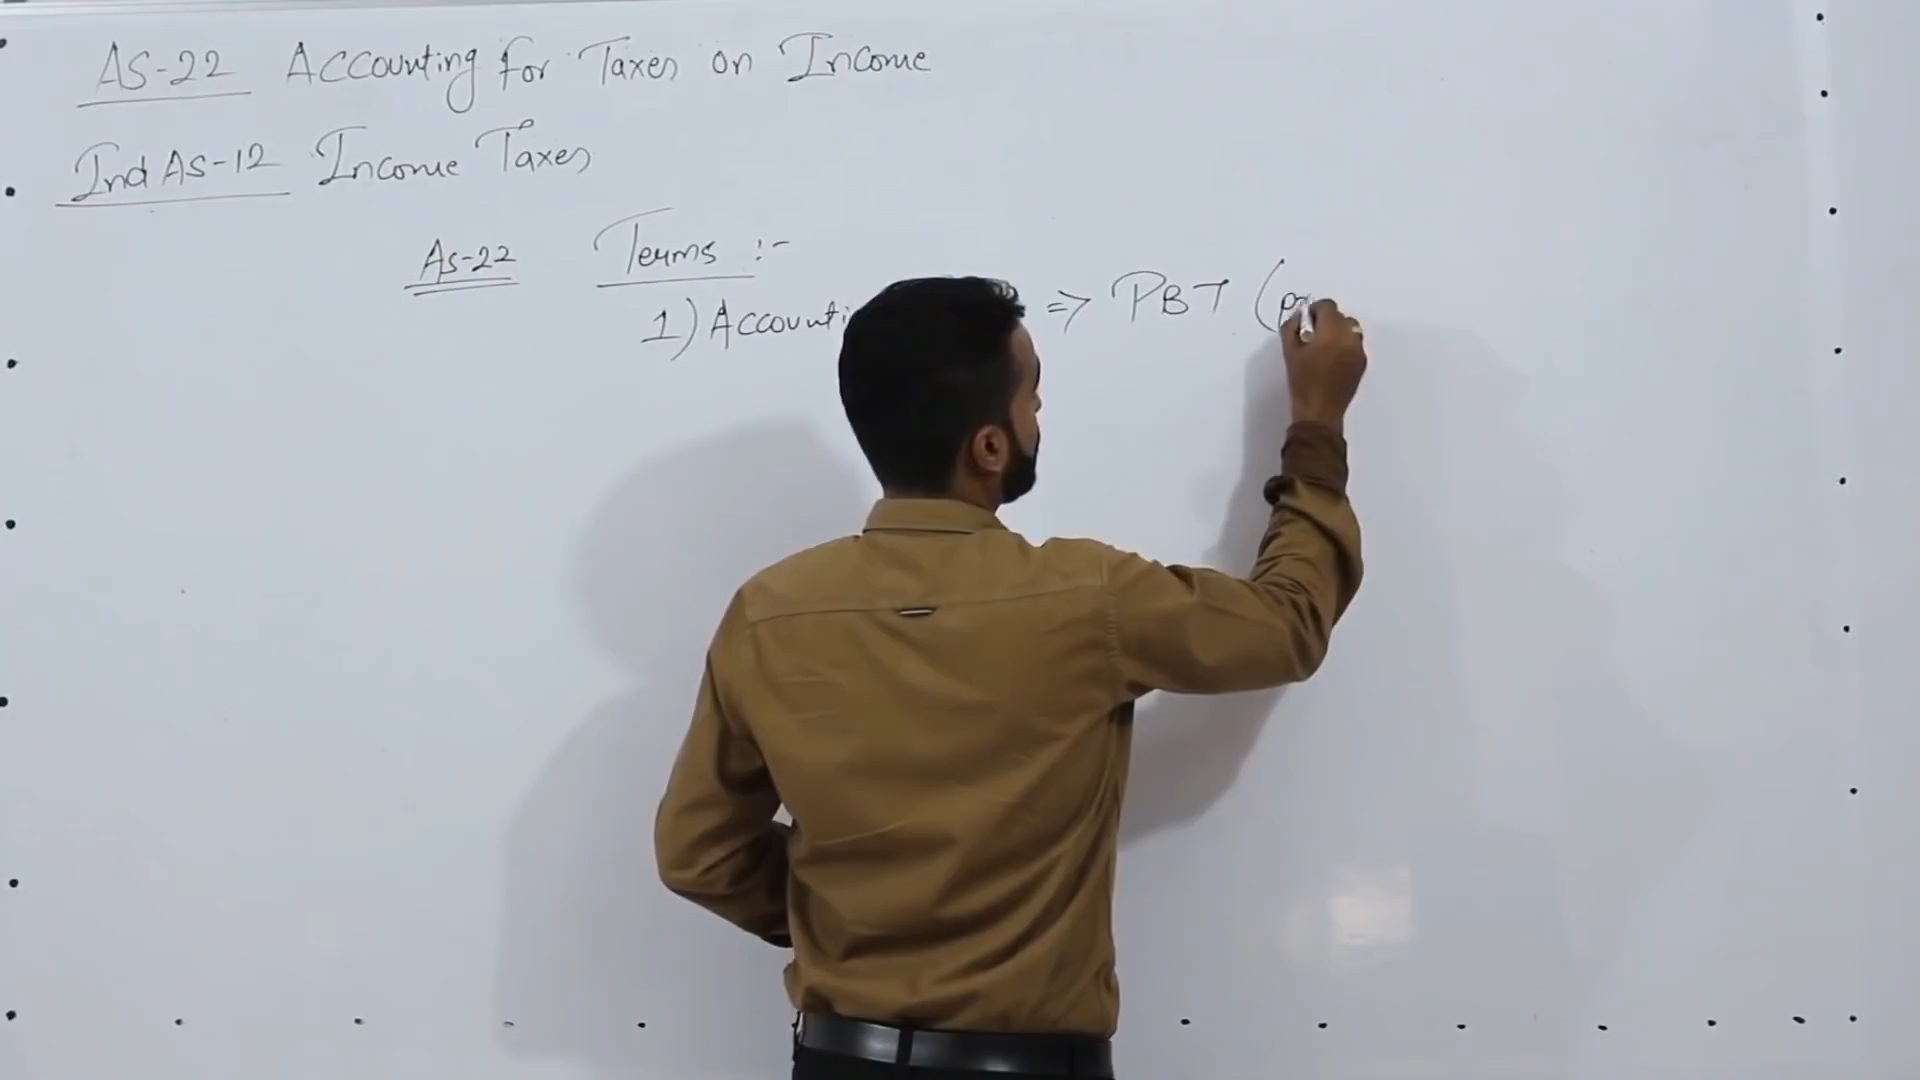 AS-22 Accounting for Taxes on Income
Ind AS-12 Income Taxes
AS-22 Terms :-
1) Accounti => PBT (